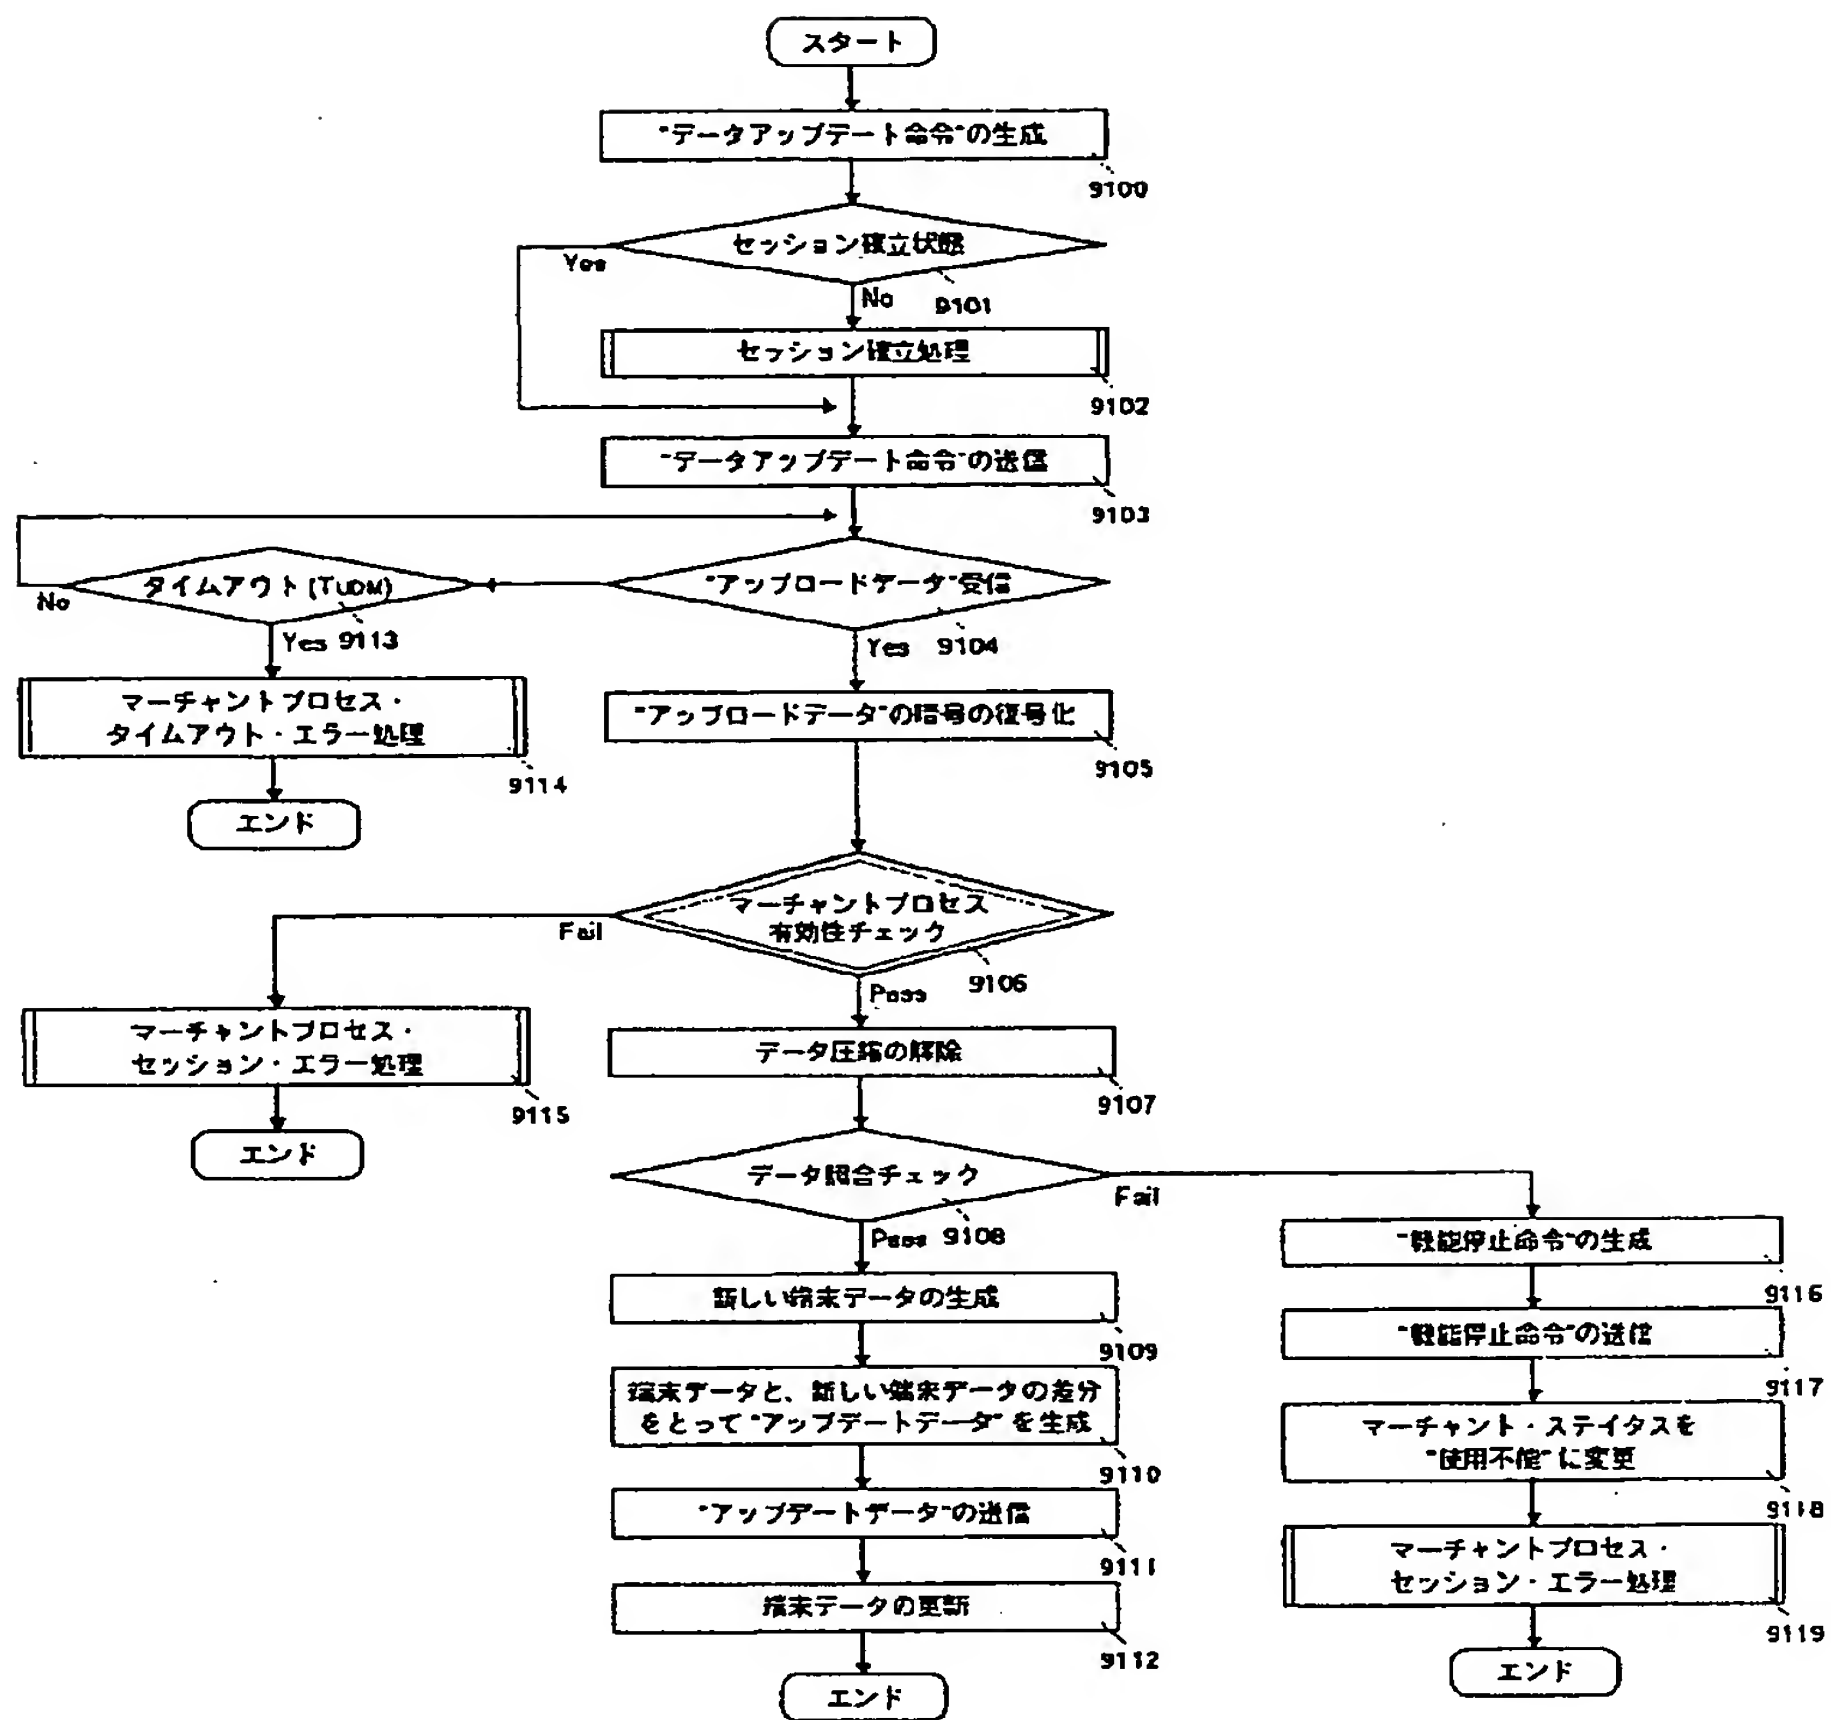 スタート
"データアップデート命令"の生成
9100
セッション確立状態
Yes
No
9101
セッション確立処理
9102
"データアップデート命令"の送信
9103
タイムアウト(TUDM)
"アップロードデータ"受信
No
Yes 9113
Yes 9104
マーチャントプロセス・
タイムアウト・エラー処理
9114
エンド
"アップロードデータ"の暗号の復号化
9105
マーチャントプロセス
有効性チェック
Fail
Pass
9106
マーチャントプロセス・
セッション・エラー処理
9115
エンド
データ圧縮の解除
9107
データ照合チェック
Fail
Pass 9108
新しい端末データの生成
9109
端末データと、新しい端末データの差分
をとって"アップデートデータ"を生成
9110
"アップデートデータ"の送信
9111
端末データの更新
9112
エンド
"機能停止命令"の生成
9116
"機能停止命令"の送信
9117
マーチャント・ステイタスを
"使用不能"に変更
9118
マーチャントプロセス・
セッション・エラー処理
9119
エンド